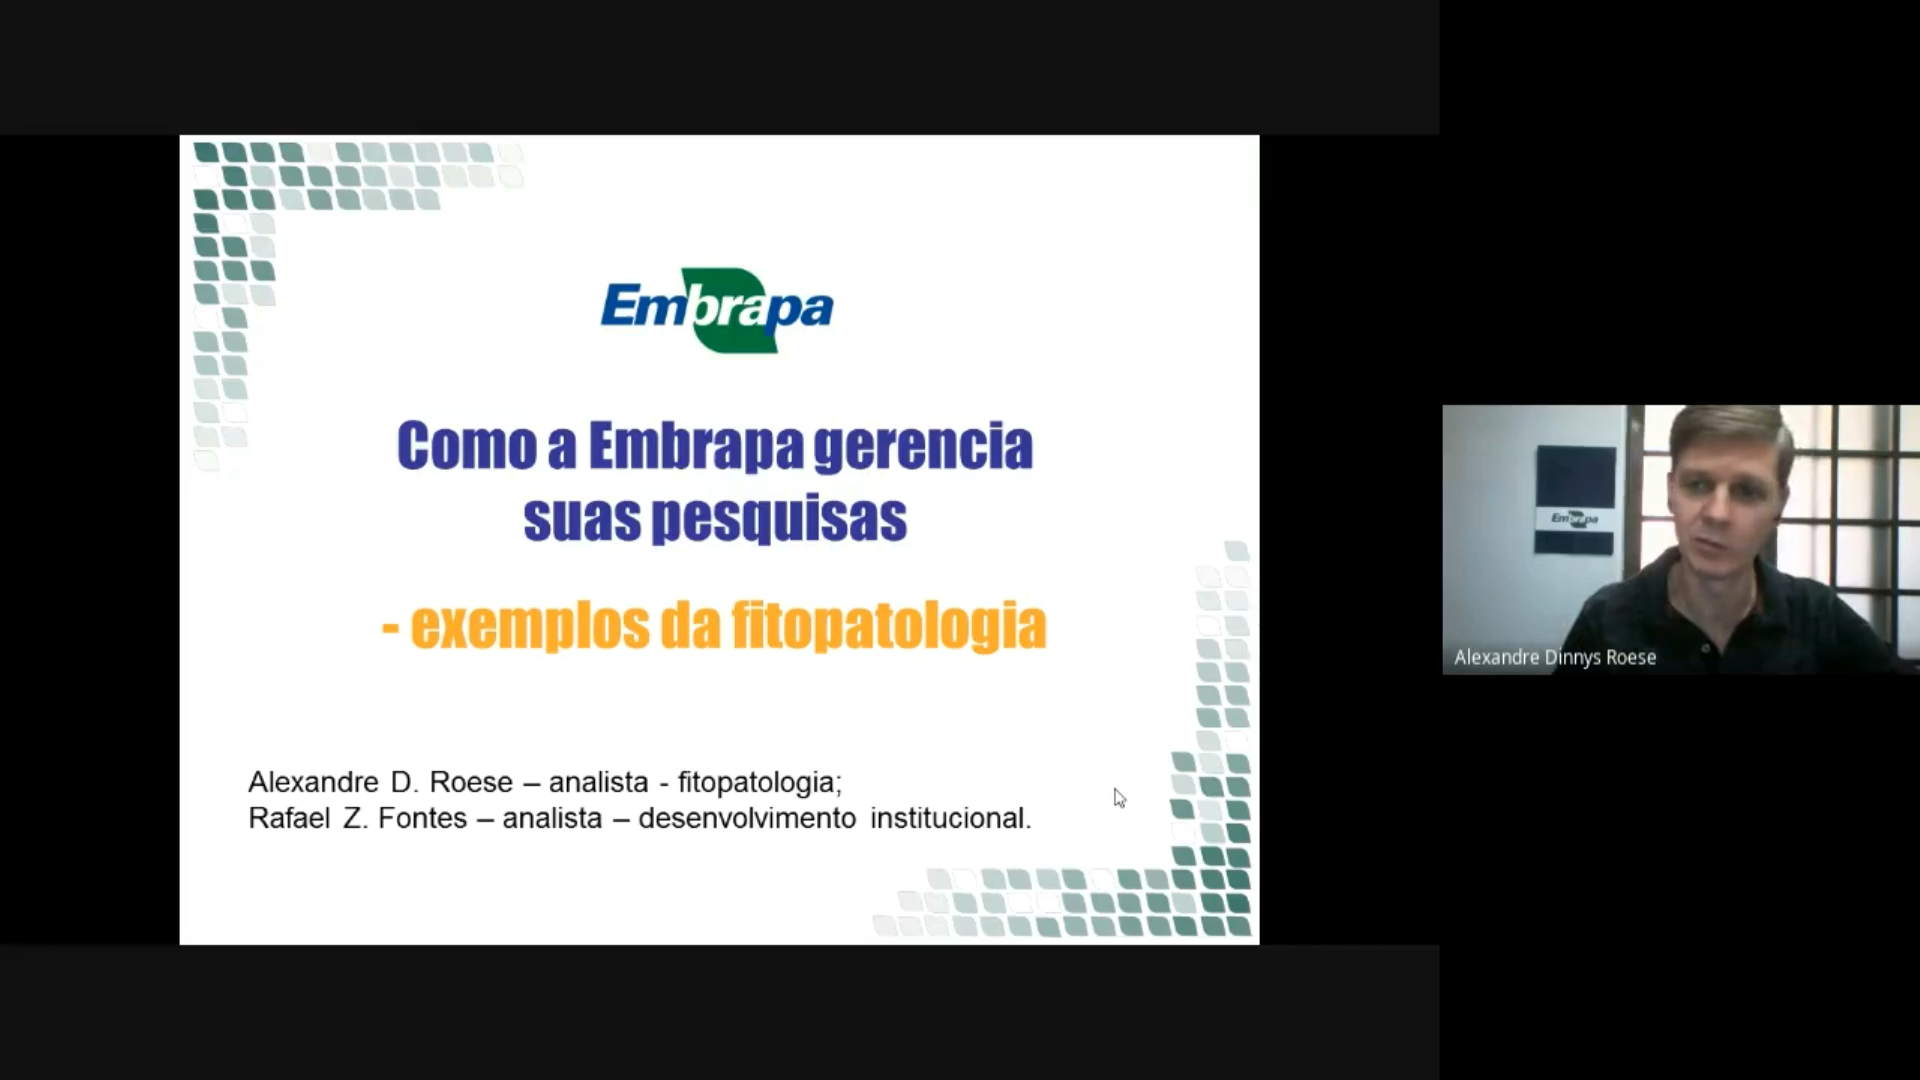 Embrapa
Como a Embrapa gerencia
suas pesquisas
- exemplos da fitopatologia
Alexandre D. Roese – analista - fitopatologia;
Rafael Z. Fontes – analista – desenvolvimento institucional.
Embrapa
Alexandre Dinnys Roese